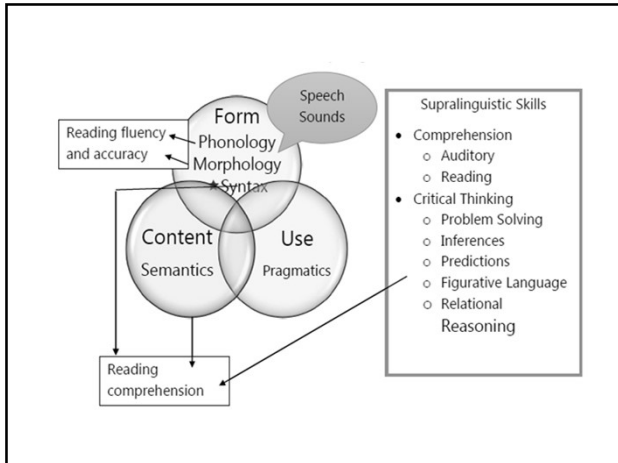 Form
Phonology
Morphology
Syntax
Speech
Sounds
Reading fluency
and accuracy
Content
Semantics
Use
Pragmatics
Reading
comprehension
Supralinguistic Skills
• Comprehension
o Auditory
o Reading
• Critical Thinking
o Problem Solving
o Inferences
o Predictions
o Figurative Language
o Relational
Reasoning